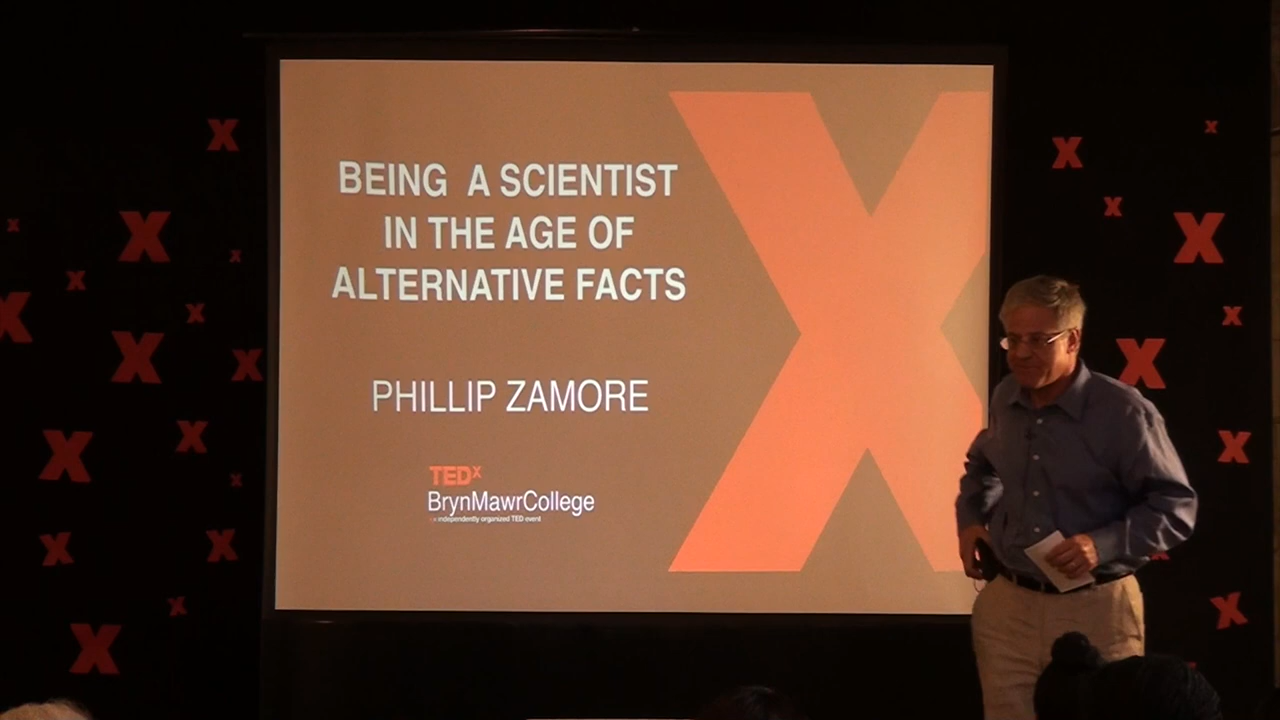 BEING A SCIENTIST
IN THE AGE OF
ALTERNATIVE FACTS
PHILLIP ZAMORE
TEDx
BrynMawrCollege
independently organized TED event